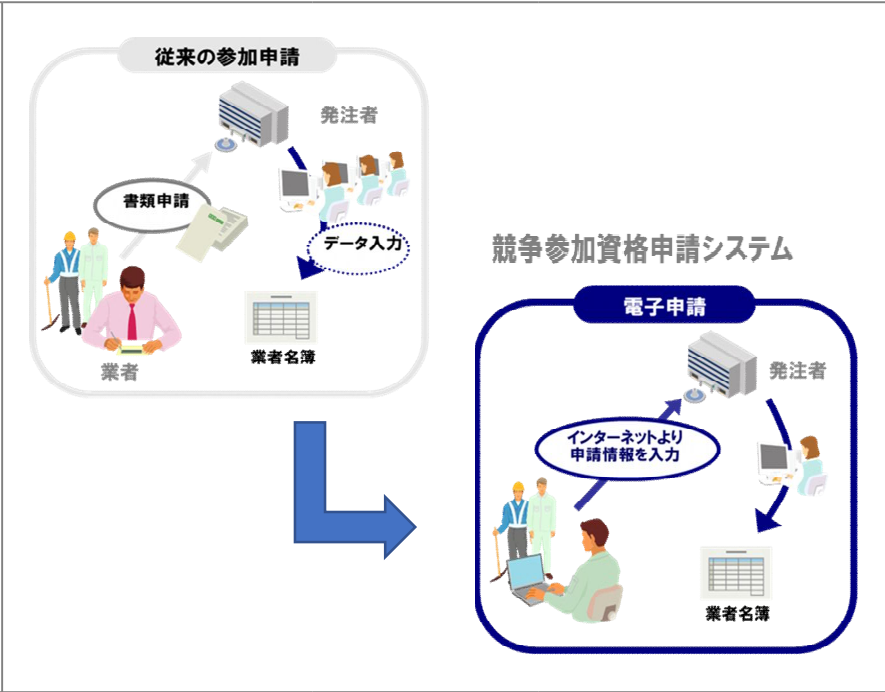 従来の参加申請
発注者
書類申請
データ入力
業者
業者名簿
競争参加資格申請システム
電子申請
発注者
インターネットより
申請情報を入力
業者名簿